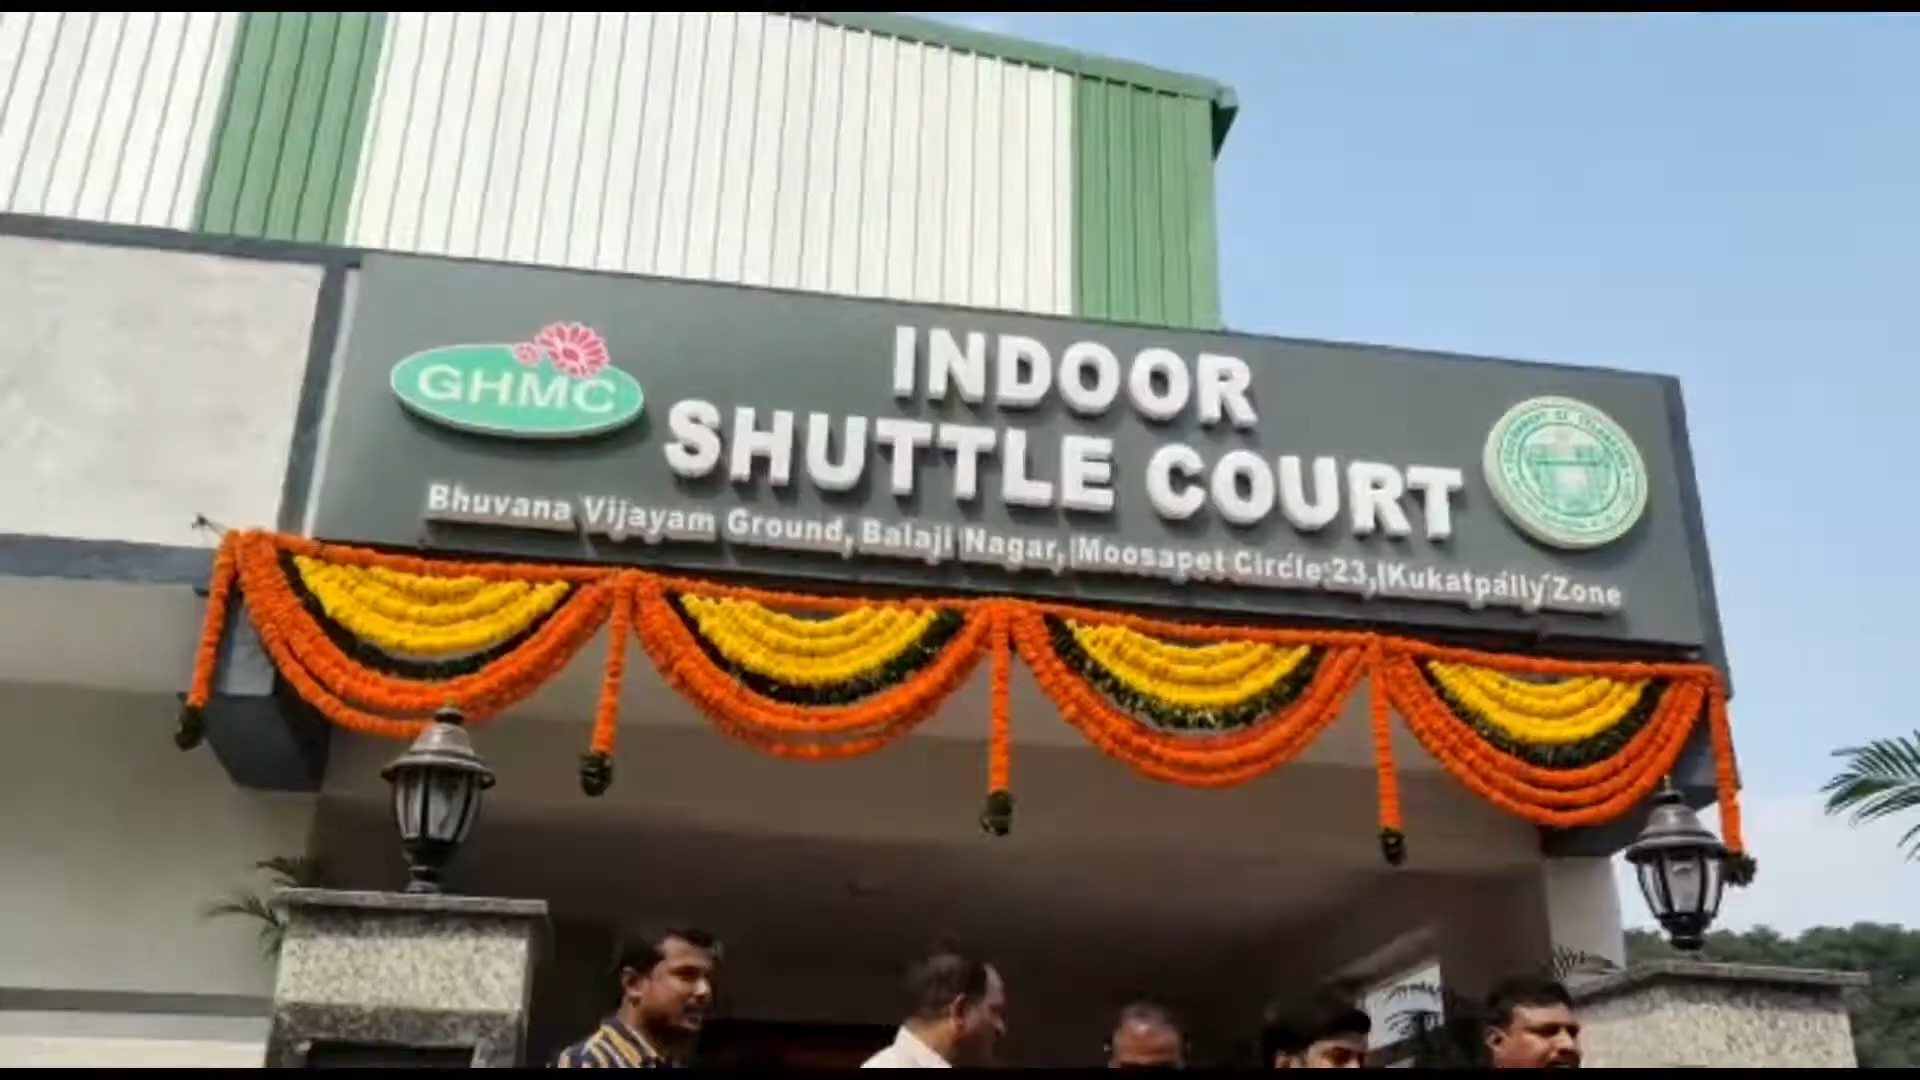 GHMC
INDOOR
SHUTTLE COURT
Bhuvana Vijayam Ground, Balaji Nagar, Moosapet Circle 23, Kukatpally Zone